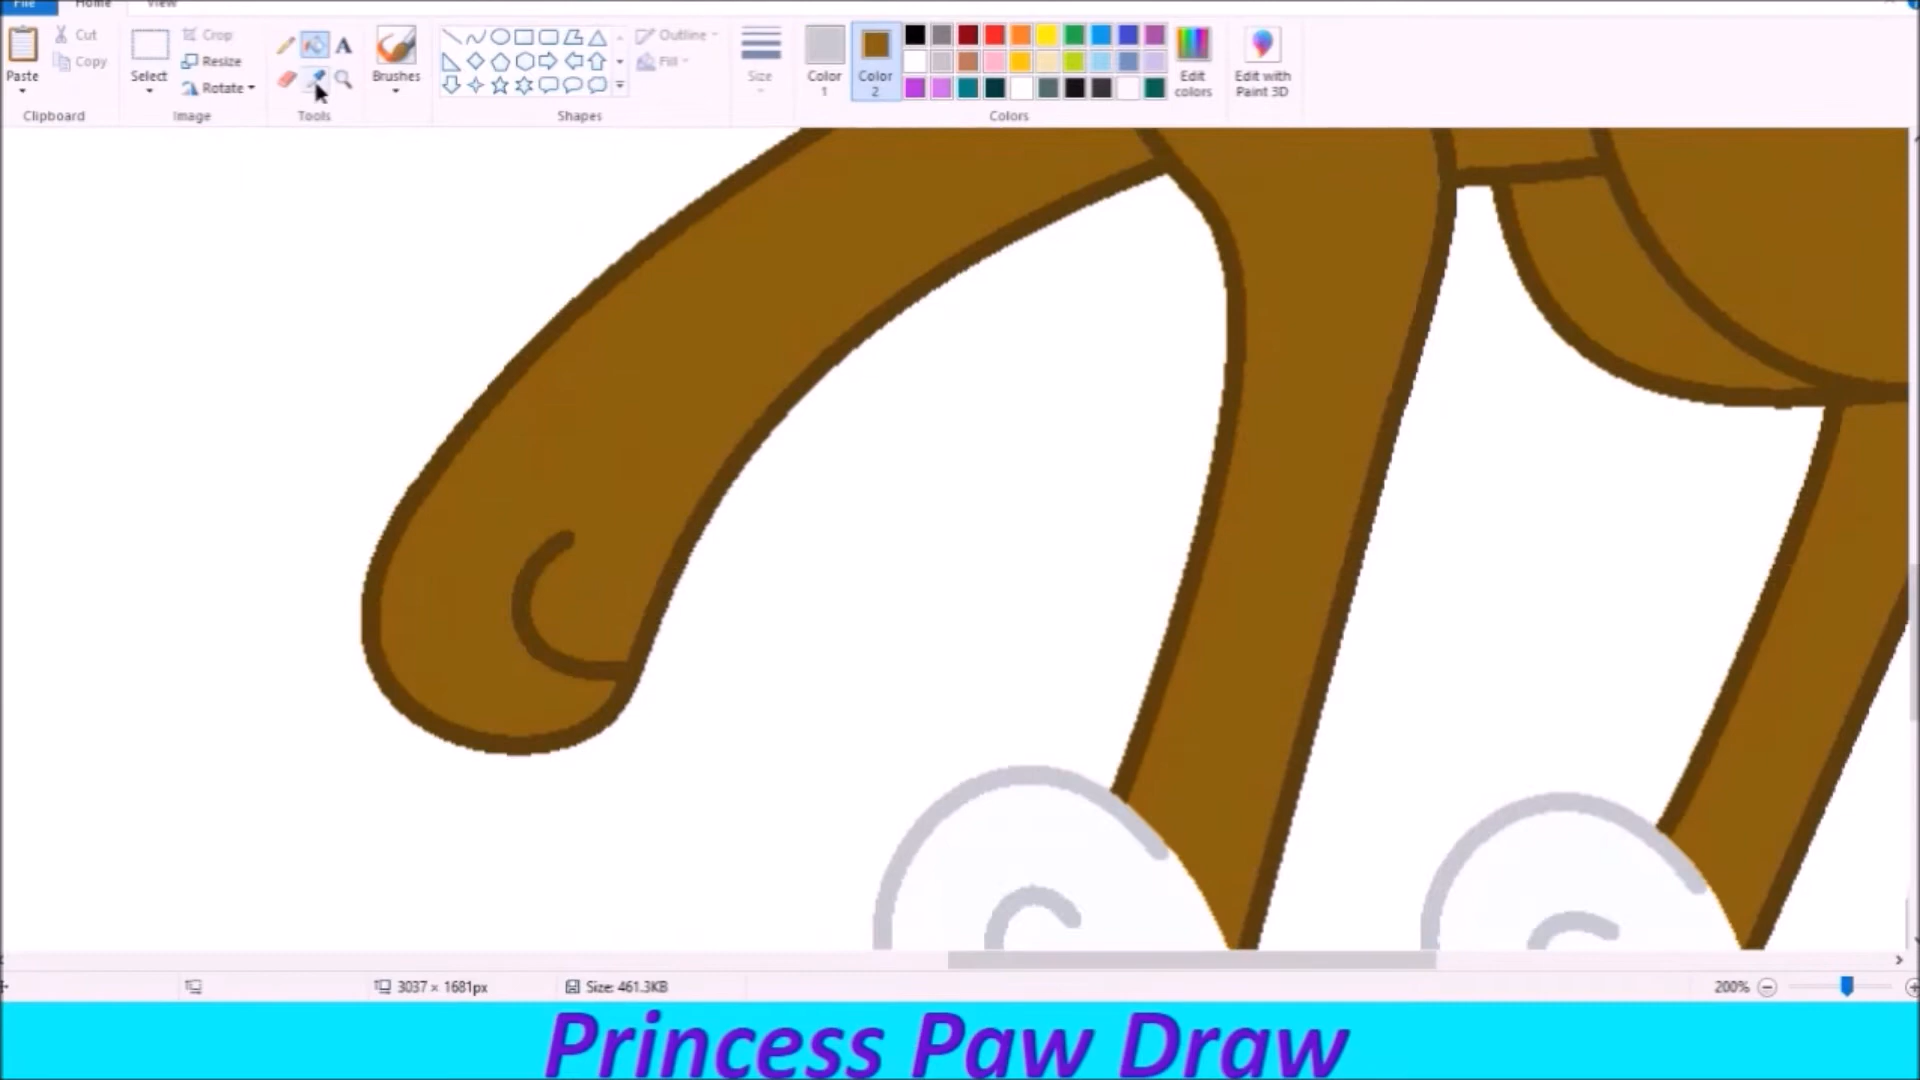 File Home View
Paste
Cut
Copy
Clipboard
Select
Crop
Resize
Rotate
Image
A
Tools
Brushes
Shapes
Outline
Fill
Size
Color 1
Color 2
Colors
Edit colors
Edit with Paint 3D
3037 × 1681px
Size: 461.3KB
200%
Princess Paw Draw